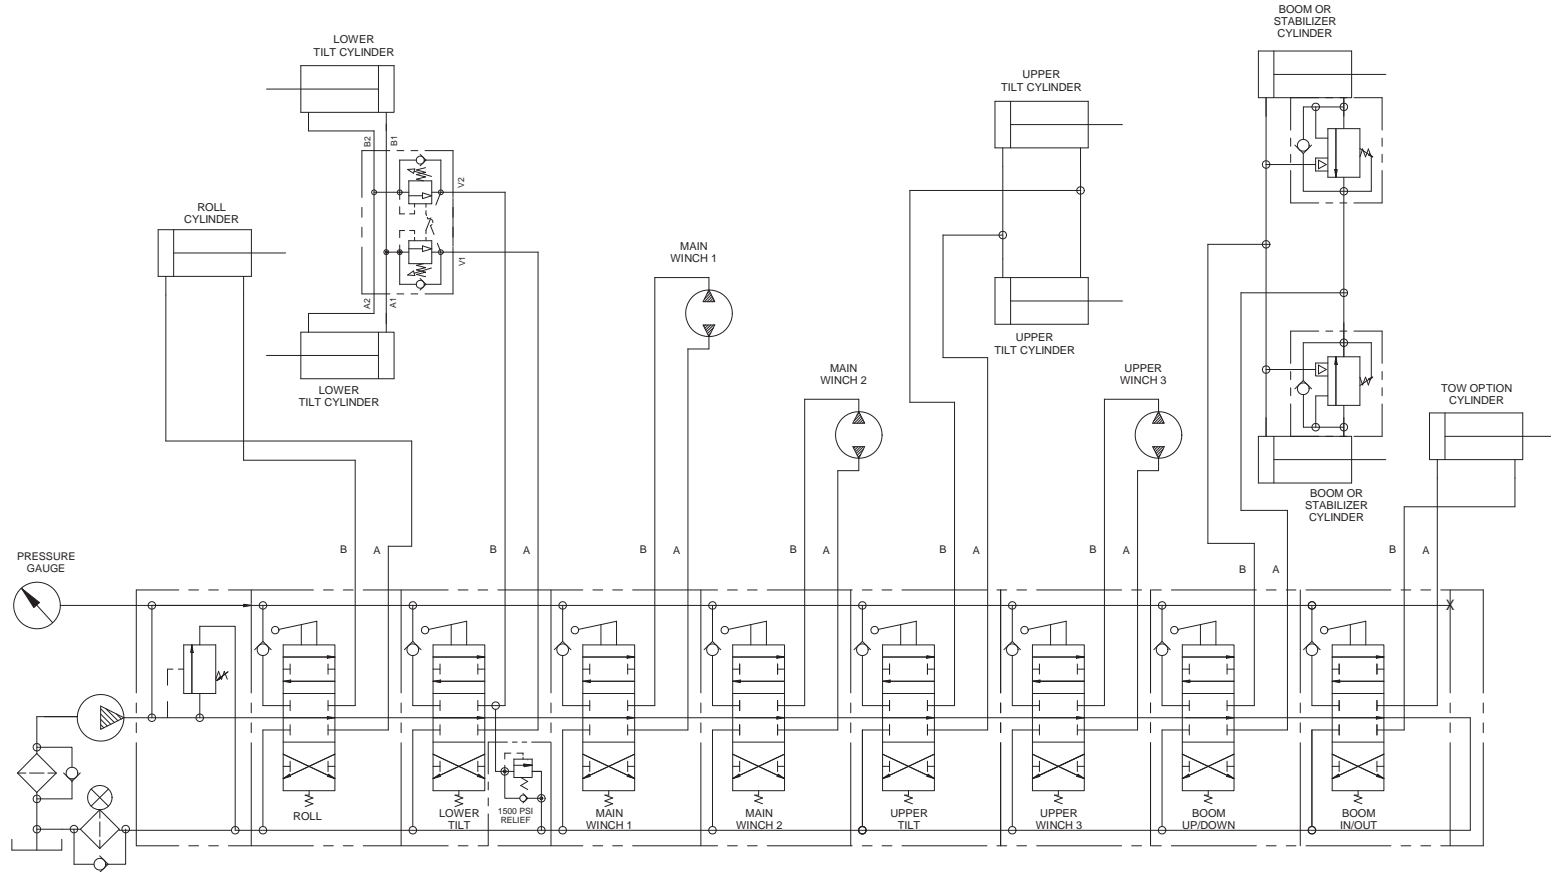 BOOM OR
STABILIZER
CYLINDER
LOWER
TILT CYLINDER
UPPER
TILT CYLINDER
B2
B1
V2
ROLL
CYLINDER
V1
MAIN
WINCH 1
A2
A1
UPPER
TILT CYLINDER
MAIN
WINCH 2
UPPER
WINCH 3
LOWER
TILT CYLINDER
TOW OPTION
CYLINDER
BOOM OR
STABILIZER
CYLINDER
PRESSURE
GAUGE
B
A
B
A
B
A
B
A
B
A
B
A
B
A
B
A
X
ROLL
LOWER
TILT
1500 PSI
RELIEF
MAIN
WINCH 1
MAIN
WINCH 2
UPPER
TILT
UPPER
WINCH 3
BOOM
UP/DOWN
BOOM
IN/OUT